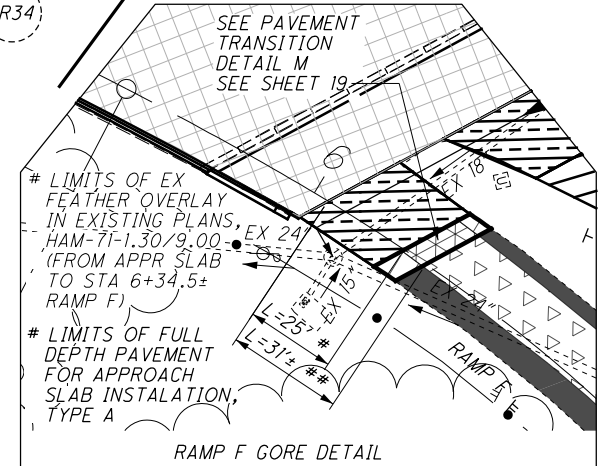 R34
SEE PAVEMENT
TRANSITION
DETAIL M
SEE SHEET 19
# LIMITS OF EX
FEATHER OVERLAY
IN EXISTING PLANS,
HAM-71-1.30/9.00
(FROM APPR SLAB
TO STA 6+34.5±
RAMP F)
# LIMITS OF FULL
DEPTH PAVEMENT
FOR APPROACH
SLAB INSTALATION,
TYPE A
EX 24"
EX 18"
EX 15"
EX 24"
L=25' #
L=31'± ##
RAMP F
RAMP F GORE DETAIL